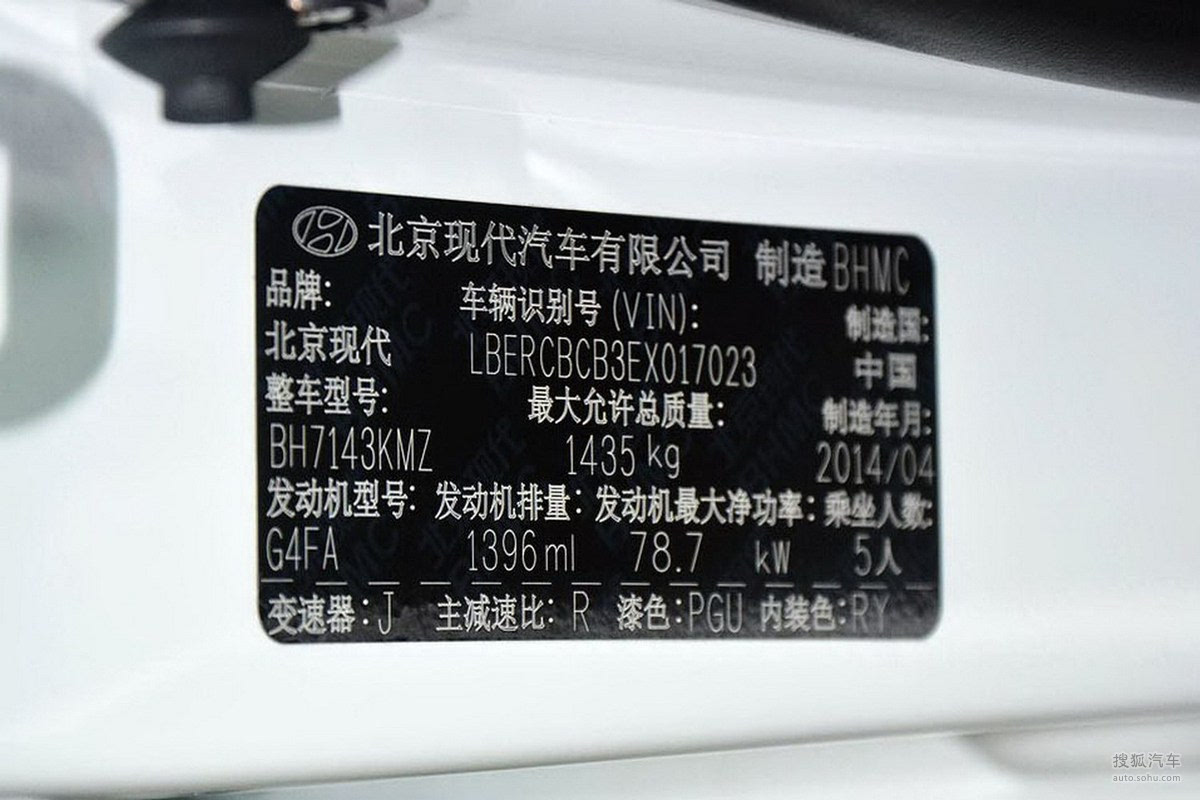 北京现代汽车有限公司 制造 BHMC
品牌: 车辆识别号 (VIN): 制造国:
北京现代 LBERCBCB3EX017023 中国
整车型号: 最大允许总质量: 制造年月:
BH7143KMZ 1435 kg 2014/04
发动机型号: 发动机排量: 发动机最大净功率: 乘坐人数:
G4FA 1396 ml 78.7 kW 5人
变速器: J 主减速比: R 漆色: PGU 内装色: RY
搜狐汽车
auto.sohu.com